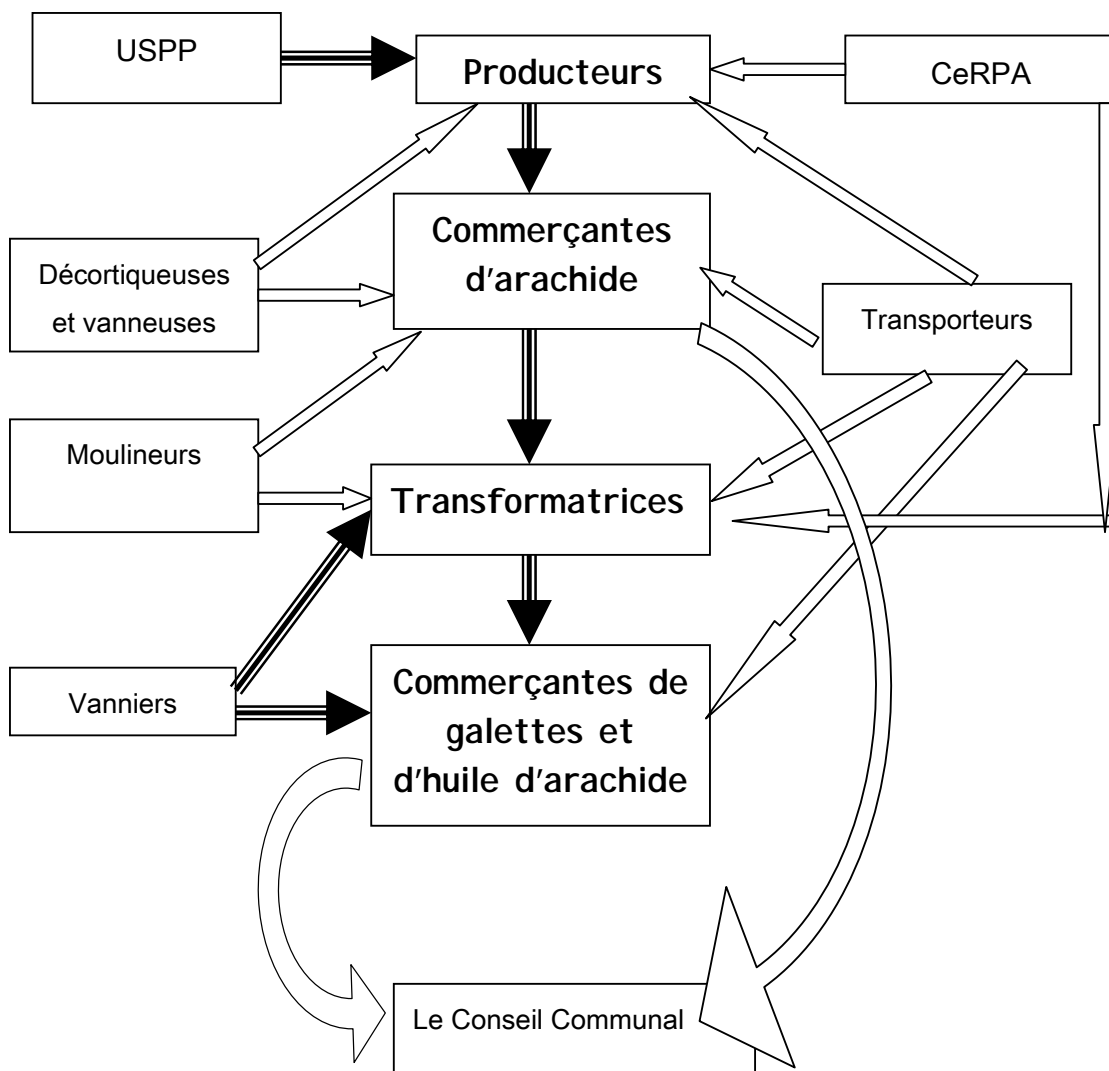 USPP
Producteurs
CeRPA
Commerçantes
d'arachide
Décortiqueuses
et vanneuses
Transporteurs
Moulineurs
Transformatrices
Vanniers
Commerçantes de
galettes et
d'huile d'arachide
Le Conseil Communal